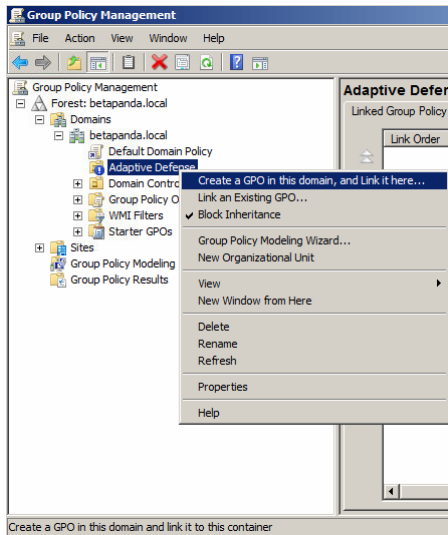 Group Policy Management
File Action View Window Help
Group Policy Management
Forest: betapanda.local
Domains
betapanda.local
Default Domain Policy
Adaptive Defense
Domain Contro
Group Policy O
WMI Filters
Starter GPOs
Sites
Group Policy Modeling
Group Policy Results
Adaptive Defer
Linked Group Policy
Link Order
Create a GPO in this domain, and Link it here...
Link an Existing GPO...
Block Inheritance
Group Policy Modeling Wizard...
New Organizational Unit
View
New Window from Here
Delete
Rename
Refresh
Properties
Help
Create a GPO in this domain and link it to this container